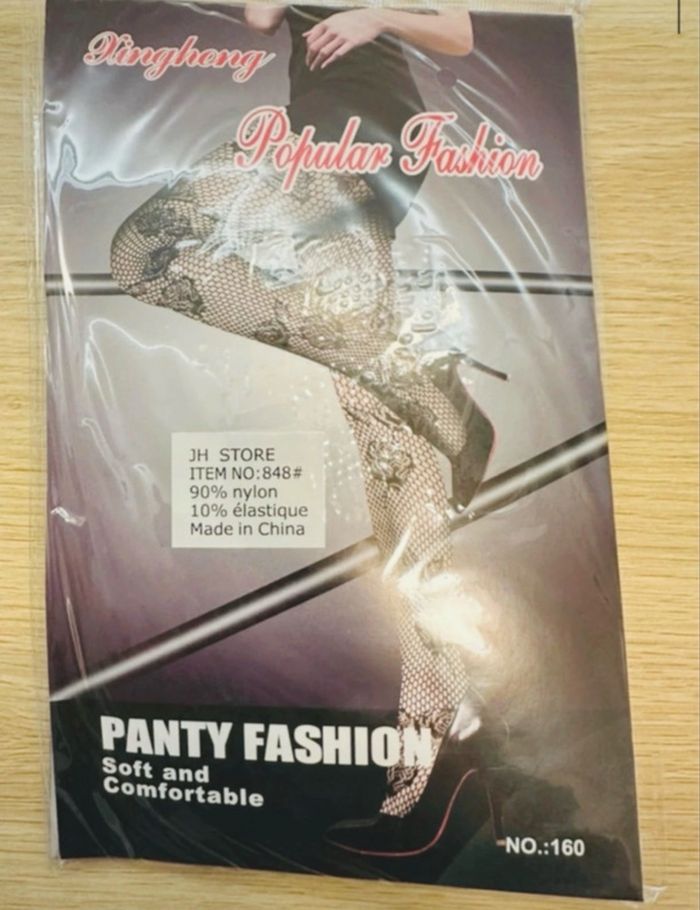 Xingheng
Popular Fashion
JH STORE
ITEM NO:848#
90% nylon
10% élastique
Made in China
PANTY FASHION
Soft and
Comfortable
NO.:160